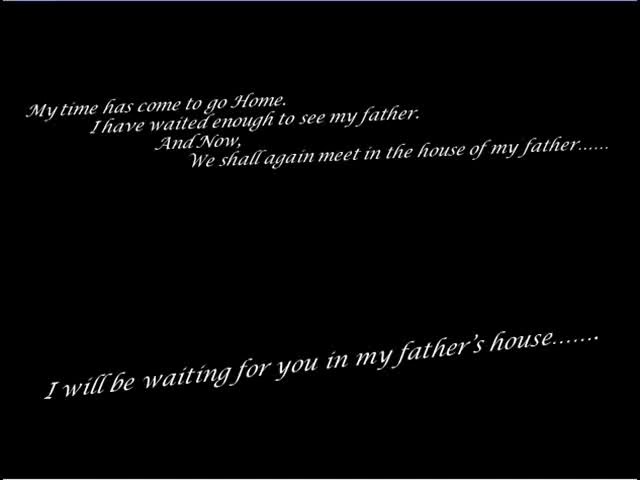 My time has come to go Home.
I have waited enough to see my father.
And Now,
We shall again meet in the house of my father......
I will be waiting for you in my father's house.......